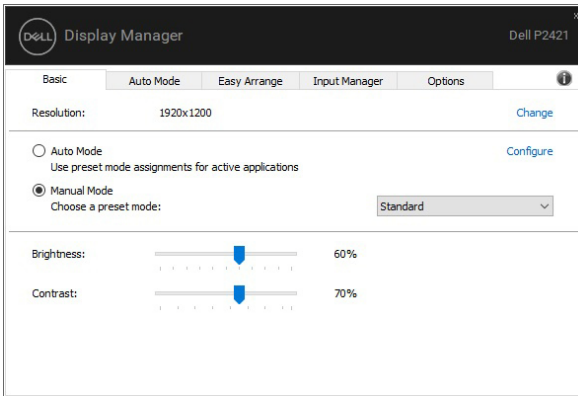 DELL Display Manager
Dell P2421
Basic Auto Mode Easy Arrange Input Manager Options
Resolution: 1920x1200 Change
Auto Mode Configure
Use preset mode assignments for active applications
Manual Mode
Choose a preset mode: Standard
Brightness: 60%
Contrast: 70%